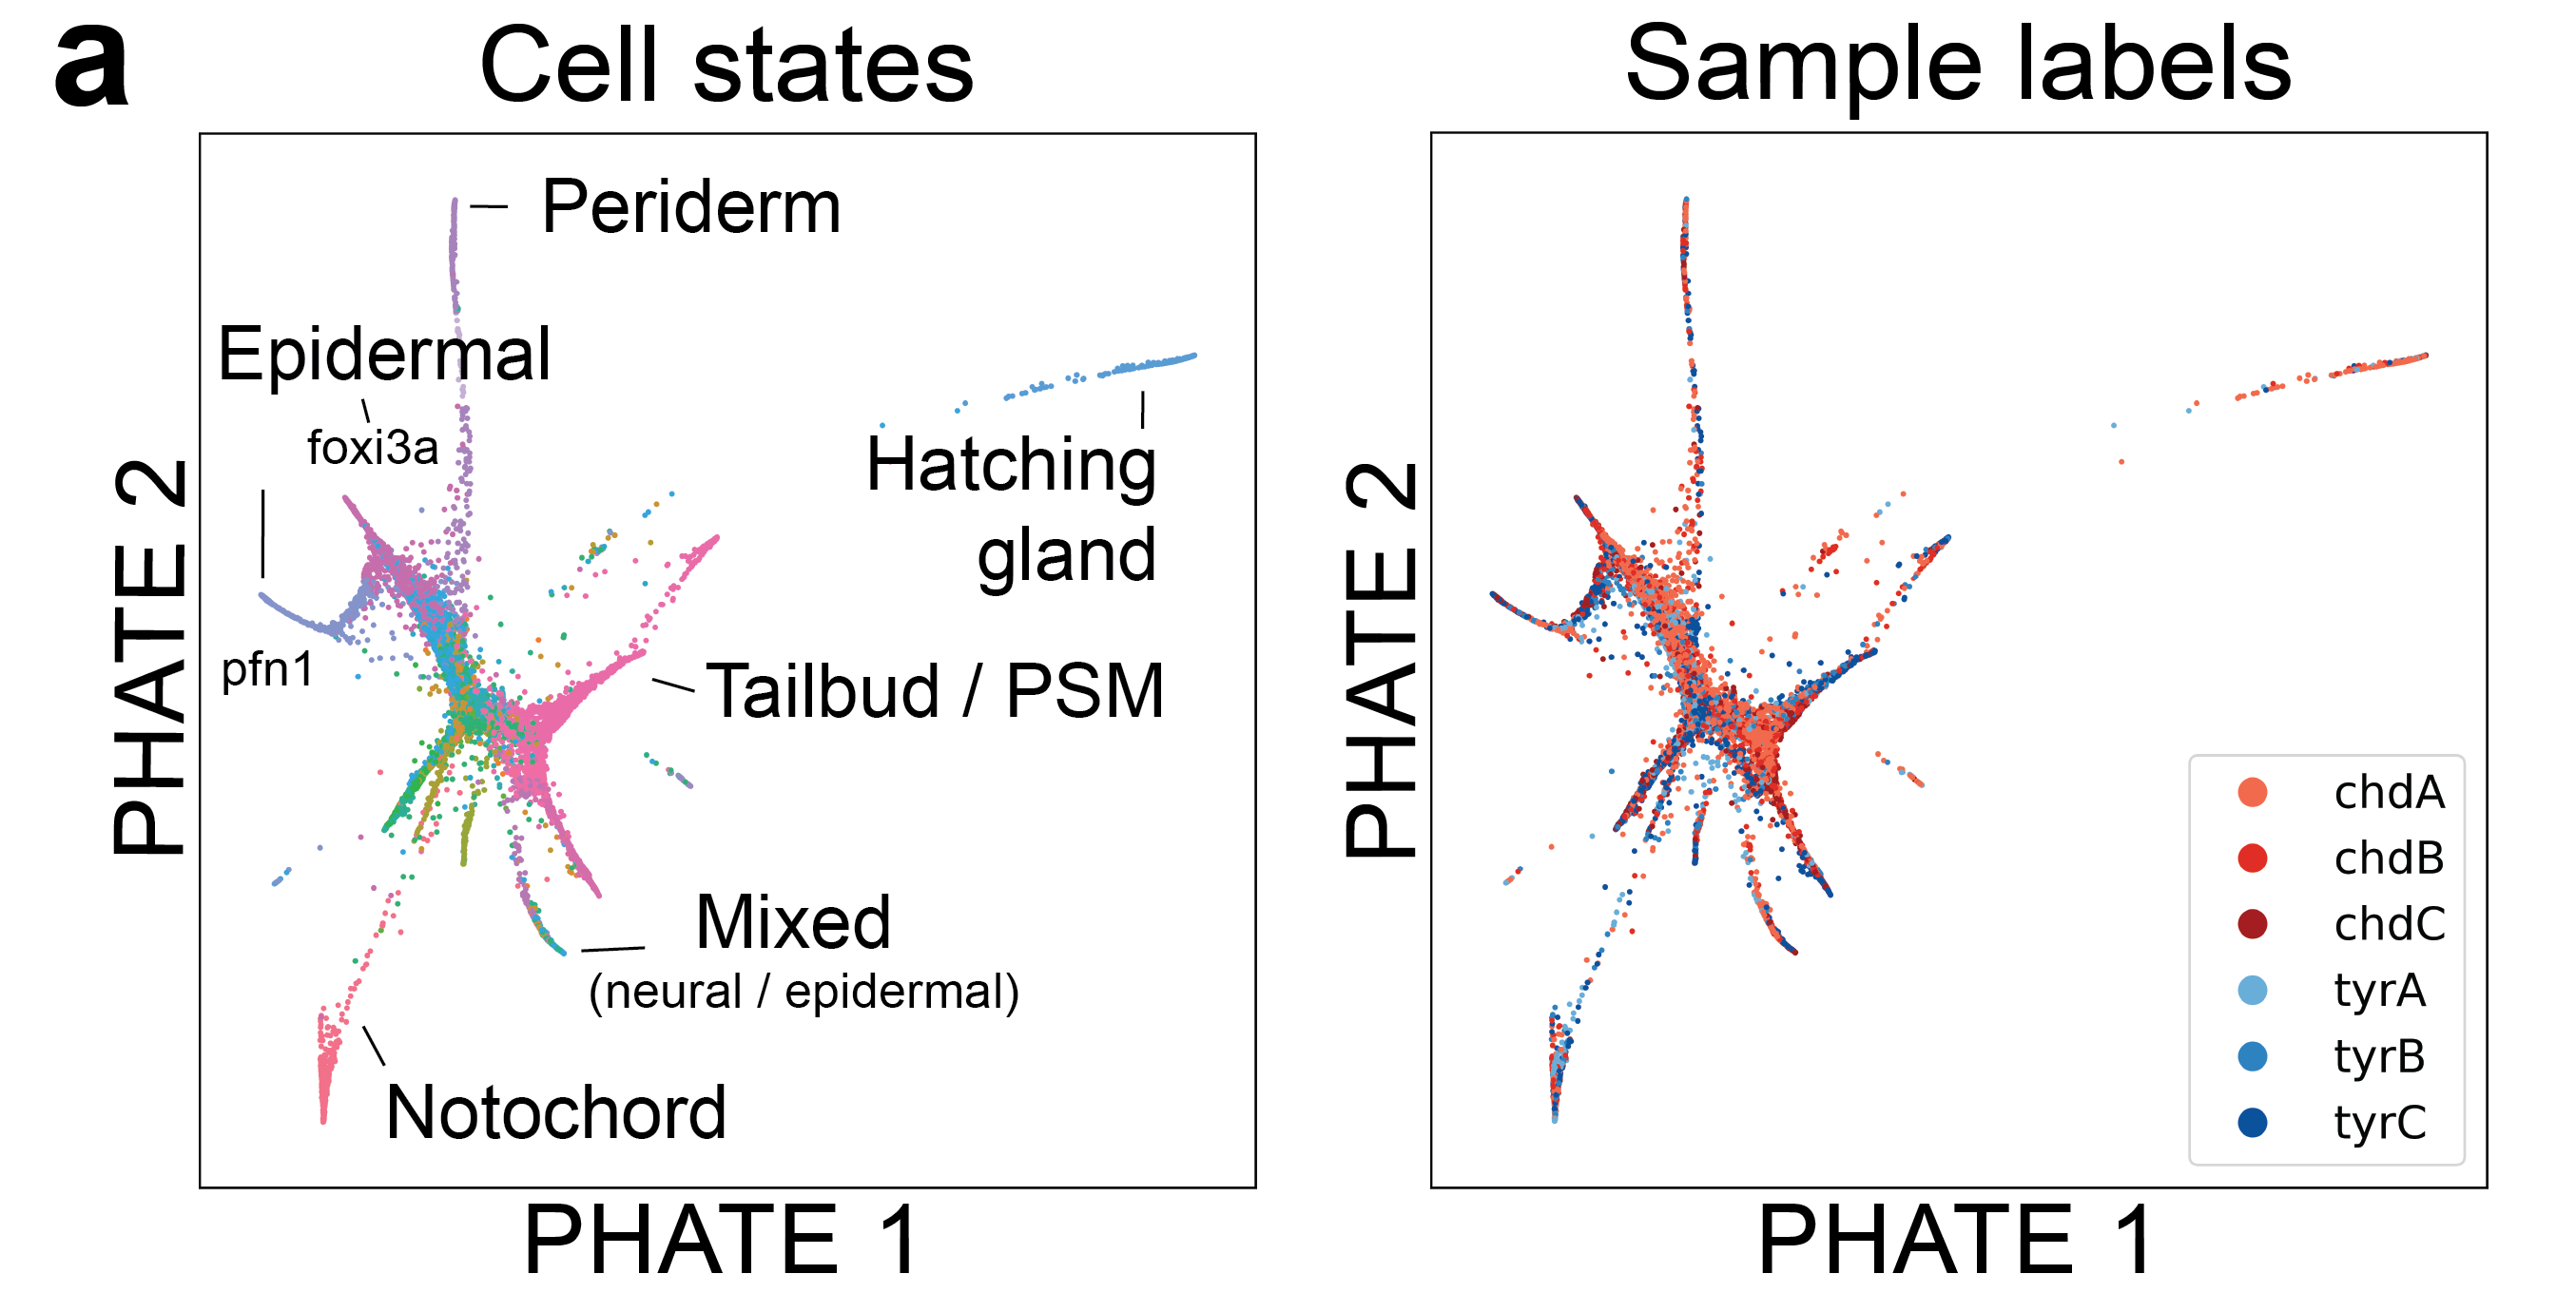 a
Cell states
Periderm
Epidermal
foxi3a
Hatching
gland
pfn1
Tailbud / PSM
Mixed
(neural / epidermal)
Notochord
PHATE 2
PHATE 1
Sample labels
chdA
chdB
chdC
tyrA
tyrB
tyrC
PHATE 2
PHATE 1